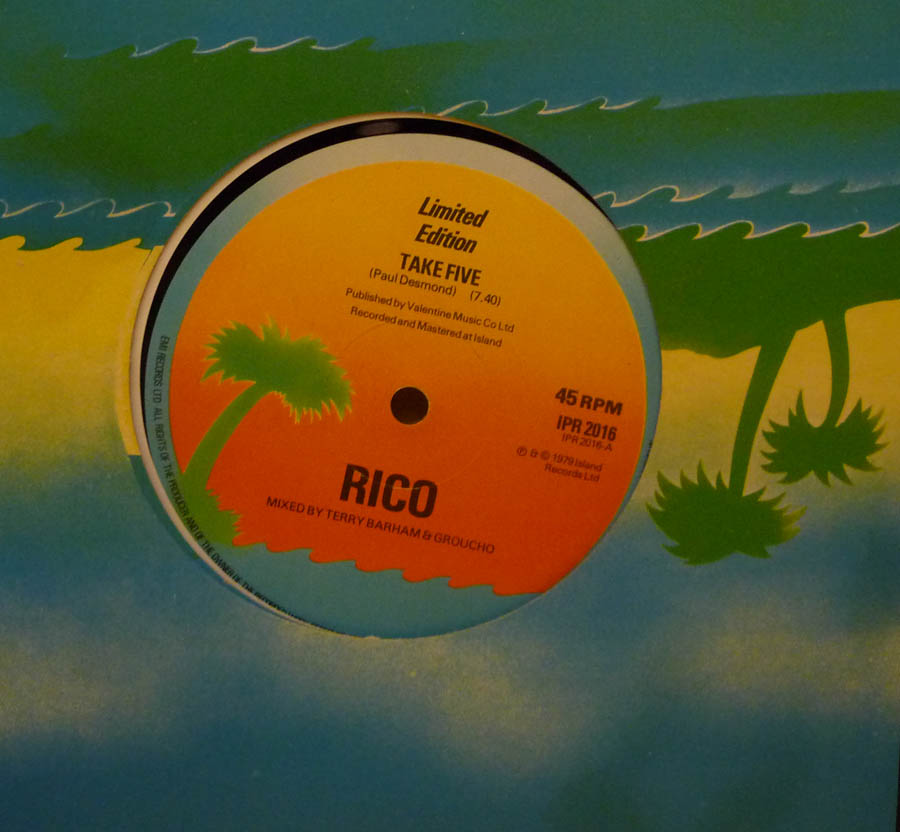 Limited
Edition
TAKE FIVE
(Paul Desmond) (7.40)
Published by Valentine Music Co Ltd
Recorded and Mastered at Island
45 RPM
IPR 2016
IPR 2016-A
℗ & © 1979 Island
Records Ltd
RICO
MIXED BY TERRY BARHAM & GROUCHO
EMI RECORDS LTD. ALL RIGHTS OF THE PRODUCER AND OF THE OWNER OF THE